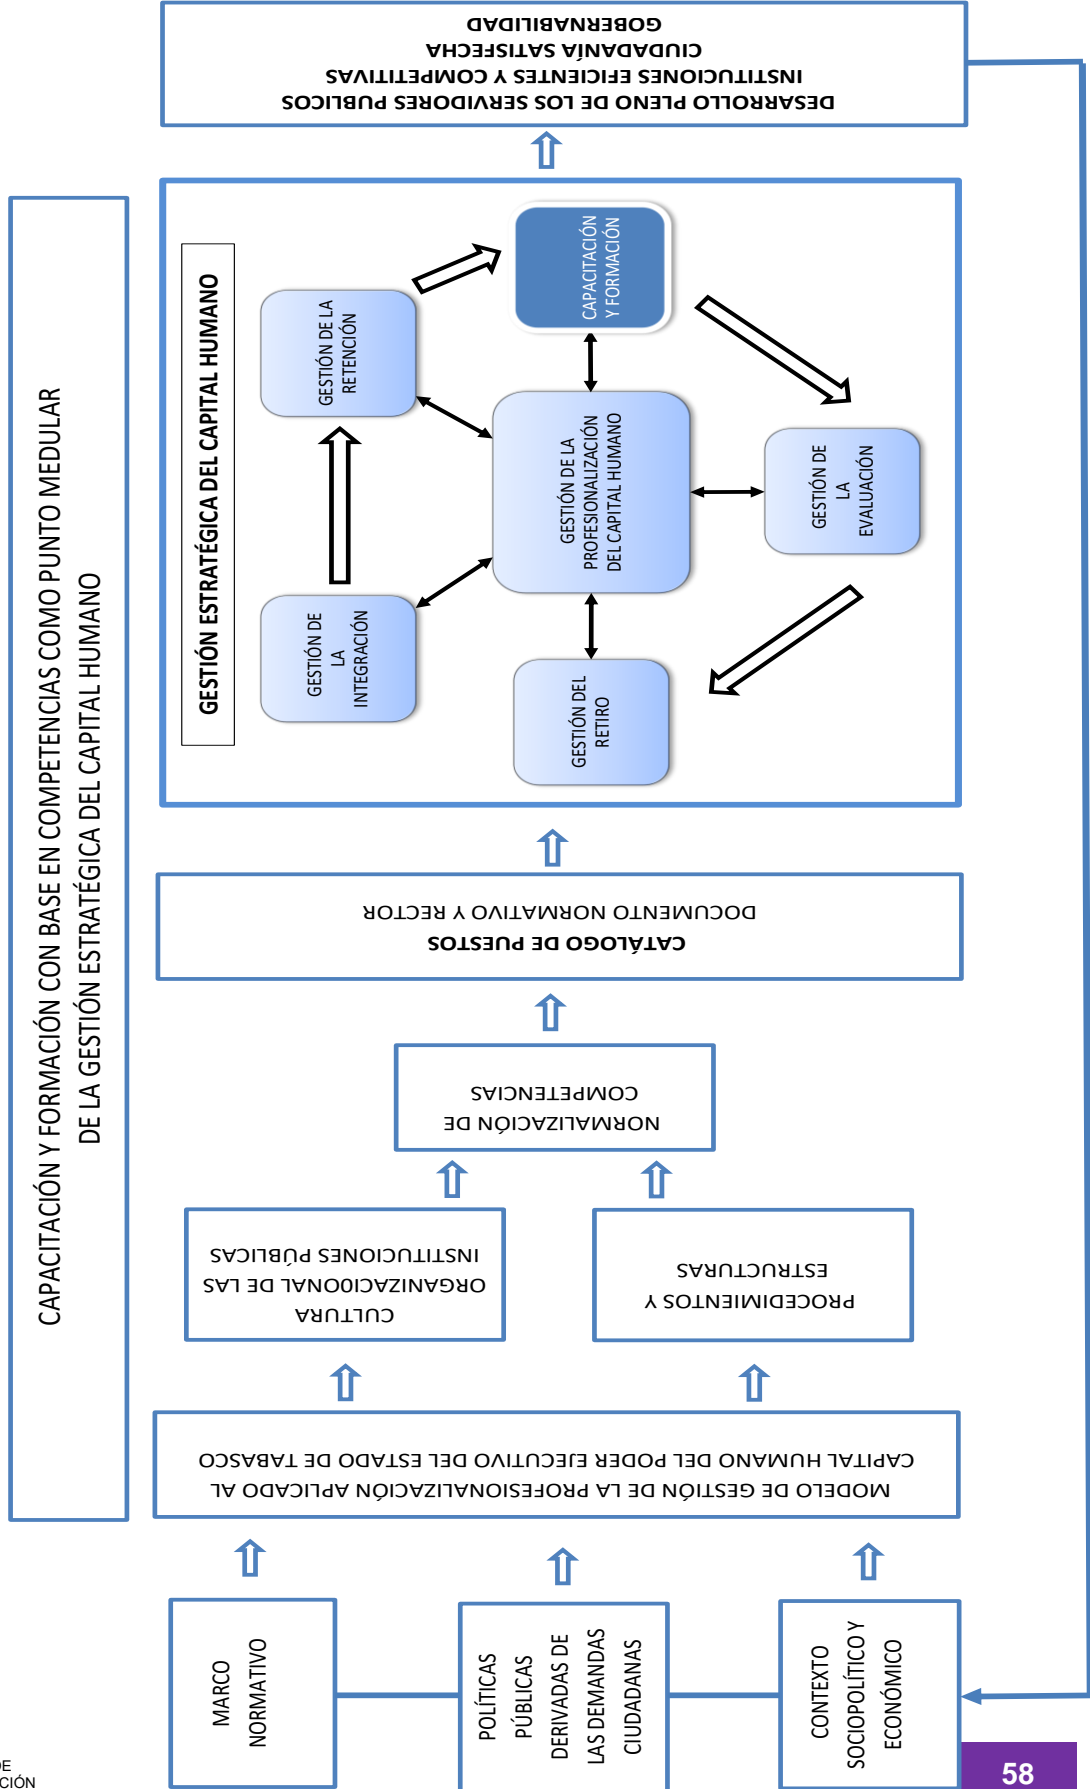 CAPACITACIÓN Y FORMACIÓN CON BASE EN COMPETENCIAS COMO PUNTO MEDULAR
DE LA GESTIÓN ESTRATÉGICA DEL CAPITAL HUMANO
MARCO
NORMATIVO
POLÍTICAS
PÚBLICAS
DERIVADAS DE
LAS DEMANDAS
CIUDADANAS
CONTEXTO
SOCIOPOLÍTICO Y
ECONÓMICO
MODELO DE GESTIÓN DE LA PROFESIONALIZACIÓN APLICADO AL
CAPITAL HUMANO DEL PODER EJECUTIVO DEL ESTADO DE TABASCO
CULTURA
ORGANIZACI0ONAL DE LAS
INSTITUCIONES PÚBLICAS
PROCEDIMIENTOS Y
ESTRUCTURAS
NORMALIZACIÓN DE
COMPETENCIAS
CATÁLOGO DE PUESTOS
DOCUMENTO NORMATIVO Y RECTOR
GESTIÓN ESTRATÉGICA DEL CAPITAL HUMANO
GESTIÓN DE
LA
INTEGRACIÓN
GESTIÓN DE LA
RETENCIÓN
GESTIÓN DEL
RETIRO
GESTIÓN DE LA
PROFESIONALIZACIÓN
DEL CAPITAL HUMANO
CAPACITACIÓN
Y FORMACIÓN
GESTIÓN DE
LA
EVALUACIÓN
DESARROLLO PLENO DE LOS SERVIDORES PUBLICOS
INSTITUCIONES EFICIENTES Y COMPETITIVAS
CIUDADANÍA SATISFECHA
GOBERNABILIDAD
58